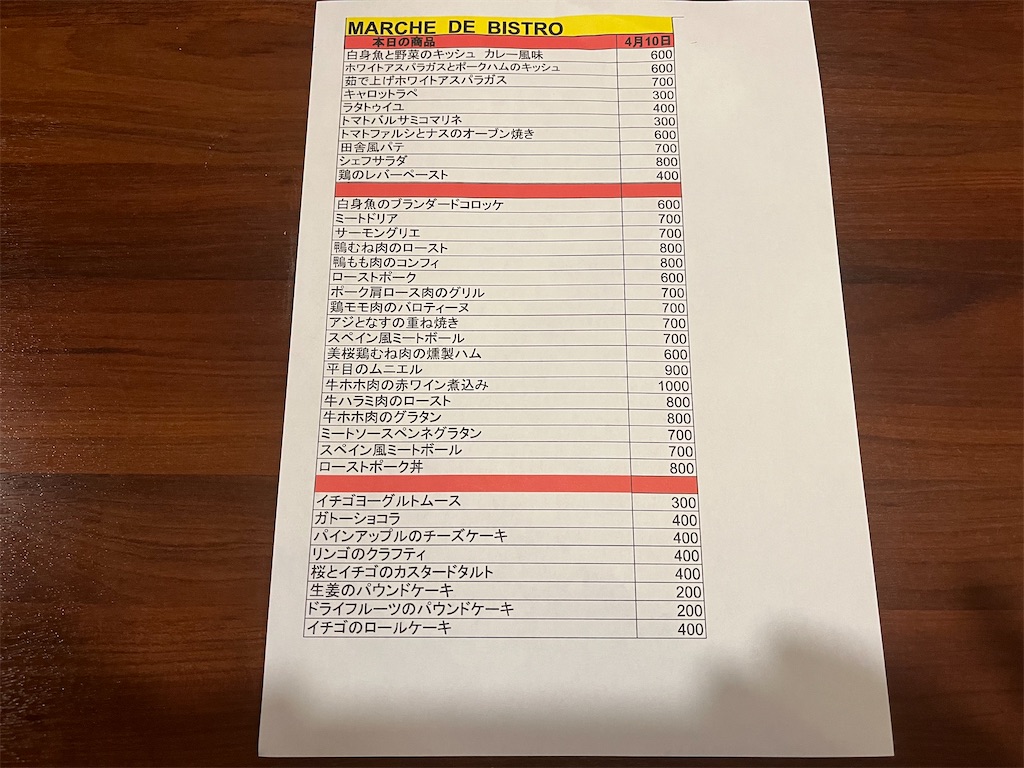 MARCHE DE BISTRO
本日の商品 4月10日
白身魚と野菜のキッシュ カレー風味 600
ホワイトアスパラガスとポークハムのキッシュ 600
茹で上げホワイトアスパラガス 700
キャロットラペ 300
ラタトゥイユ 400
トマトバルサミコマリネ 300
トマトファルシとナスのオーブン焼き 600
田舎風パテ 700
シェフサラダ 800
鶏のレバーペースト 400
白身魚のブランダードコロッケ 600
ミートドリア 700
サーモングリエ 700
鴨むね肉のロースト 800
鴨もも肉のコンフィ 800
ローストポーク 600
ポーク肩ロース肉のグリル 700
鶏モモ肉のバロティーヌ 700
アジとなすの重ね焼き 700
スペイン風ミートボール 700
美桜鶏むね肉の燻製ハム 600
平目のムニエル 900
牛ホホ肉の赤ワイン煮込み 1000
牛ハラミ肉のロースト 800
牛ホホ肉のグラタン 800
ミートソースペンネグラタン 700
スペイン風ミートボール 700
ローストポーク丼 800
イチゴヨーグルトムース 300
ガトーショコラ 400
パインアップルのチーズケーキ 400
リンゴのクラフティ 400
桜とイチゴのカスタードタルト 400
生姜のパウンドケーキ 200
ドライフルーツのパウンドケーキ 200
イチゴのロールケーキ 400